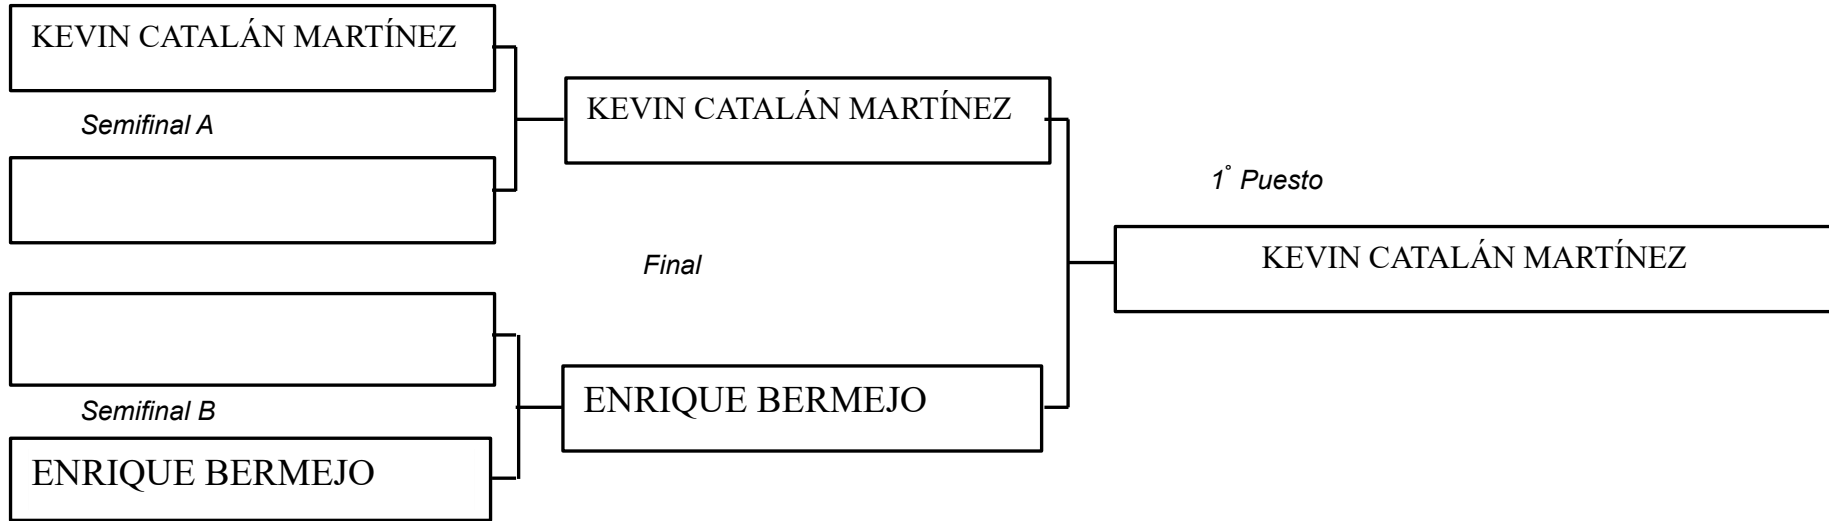 KEVIN CATALÁN MARTÍNEZ
Semifinal A
KEVIN CATALÁN MARTÍNEZ
1° Puesto
Final
KEVIN CATALÁN MARTÍNEZ
Semifinal B
ENRIQUE BERMEJO
ENRIQUE BERMEJO